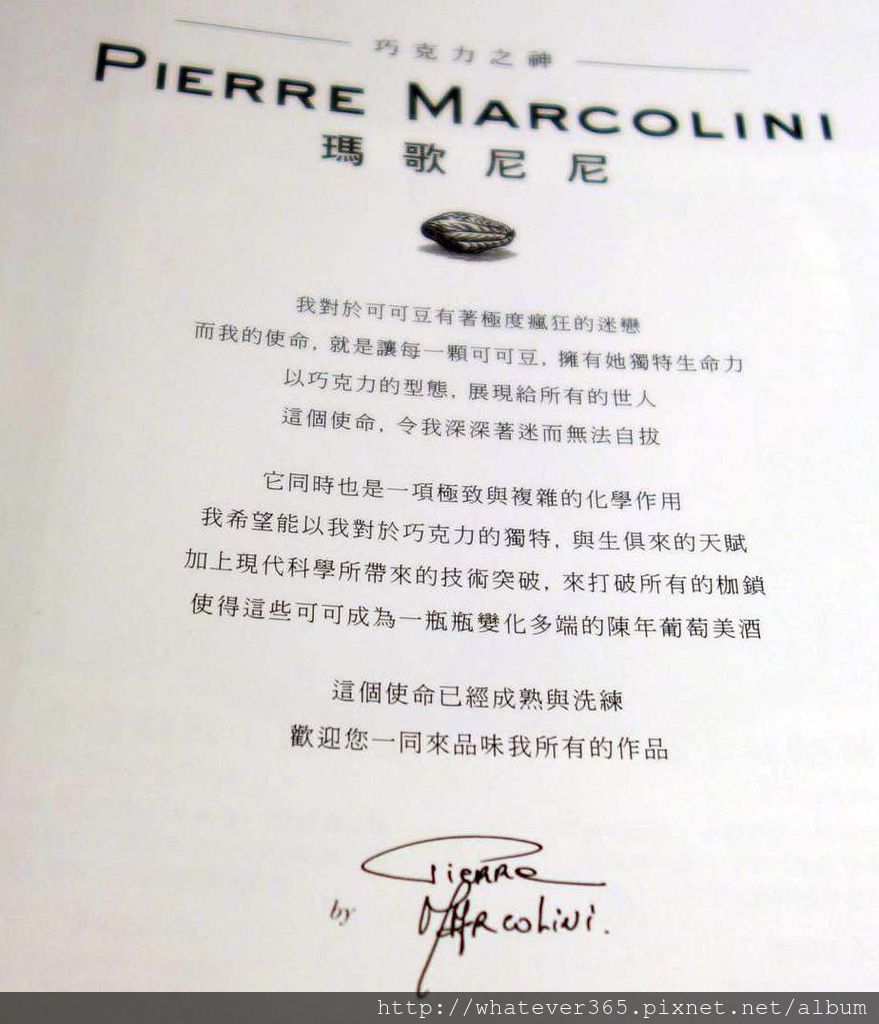 巧克力之神
PIERRE MARCOLINI
瑪歌尼尼
我對於可可豆有著極度瘋狂的迷戀
而我的使命, 就是讓每一顆可可豆, 擁有她獨特生命力
以巧克力的型態, 展現給所有的世人
這個使命, 令我深深著迷而無法自拔
它同時也是一項極致與複雜的化學作用
我希望能以我對於巧克力的獨特, 與生俱來的天賦
加上現代科學所帶來的技術突破, 來打破所有的枷鎖
使得這些可可成為一瓶瓶變化多端的陳年葡萄美酒
這個使命已經成熟與洗練
歡迎您一同來品味我所有的作品
Pierre
by Marcolini.
http://whatever365.pixnet.net/album